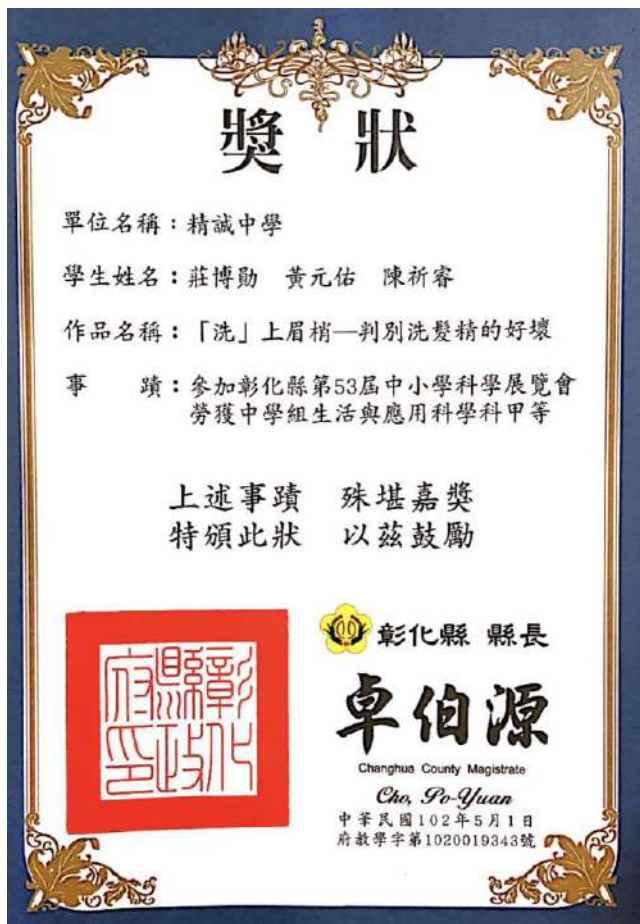 獎狀
單位名稱：精誠中學
學生姓名：莊博勛 黃元佑 陳祈睿
作品名稱：「洗」上眉梢—判別洗髮精的好壞
事 蹟：參加彰化縣第53屆中小學科學展覽會
勞獲中學組生活與應用科學科甲等
上述事蹟 殊堪嘉獎
特頒此狀 以茲鼓勵
彰化縣政府印
彰化縣 縣長
卓伯源
Changhua County Magistrate
Cho, Po-Yuan
中華民國102年5月1日
府教學字第1020019343號